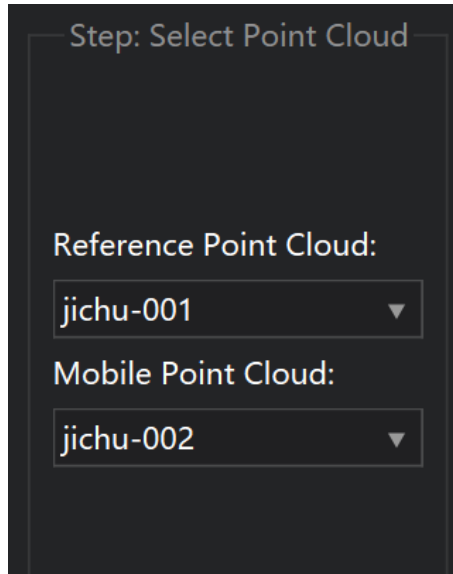 Step: Select Point Cloud
Reference Point Cloud:
jichu-001
Mobile Point Cloud:
jichu-002